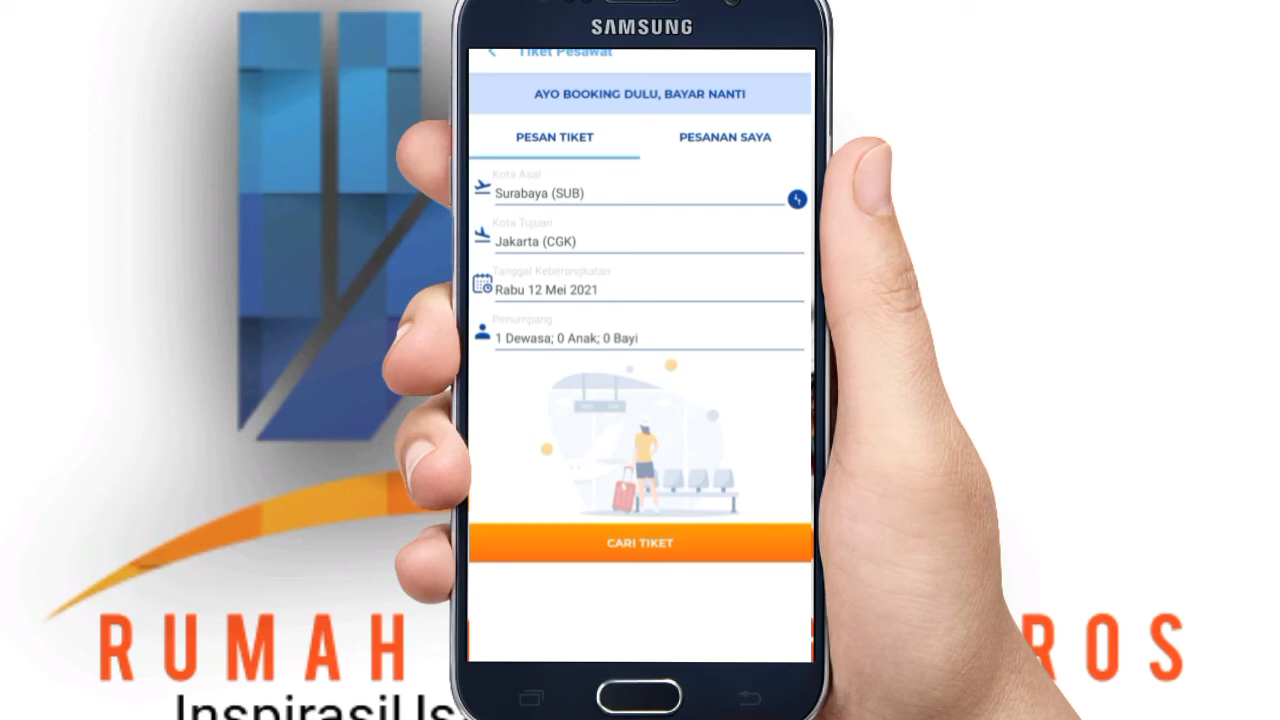 SAMSUNG
Tiket Pesawat
AYO BOOKING DULU, BAYAR NANTI
PESAN TIKET
PESANAN SAYA
Kota Asal
Surabaya (SUB)
Kota Tujuan
Jakarta (CGK)
Tanggal Keberangkatan
Rabu 12 Mei 2021
Penumpang
1 Dewasa; 0 Anak; 0 Bayi
CARI TIKET
RUMAH ROS
InspirasiUs